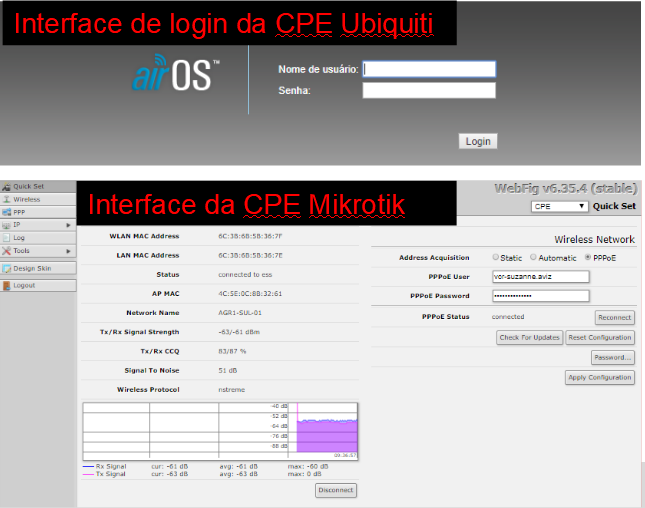 Interface de login da CPE Ubiquiti
airOS™
Nome de usuário:
Senha:
Login
Interface da CPE Mikrotik
WebFig v6.35.4 (stable)
CPE Quick Set
Quick Set
Wireless
PPP
IP
Log
Tools
Design Skin
Logout
WLAN MAC Address 6C:3B:6B:5B:36:7F
LAN MAC Address 6C:3B:6B:5B:36:7E
Status connected to ess
AP MAC 4C:5E:0C:8B:32:61
Network Name AGR1-SUL-01
Tx/Rx Signal Strength -63/-61 dBm
Tx/Rx CCQ 83/87 %
Signal To Noise 51 dB
Wireless Protocol nstreme
-40 dB
-52 dB
-64 dB
-76 dB
-88 dB
09:36:57
Rx Signal cur: -61 dB avg: -61 dB max: -60 dB
Tx Signal cur: -63 dB avg: -63 dB max: 0 dB
Disconnect
Wireless Network
Address Acquisition Static Automatic PPPoE
PPPoE User vor-suzanne.aviz
PPPoE Password ••••••••••••••
PPPoE Status connected Reconnect
Check For Updates Reset Configuration
Password...
Apply Configuration